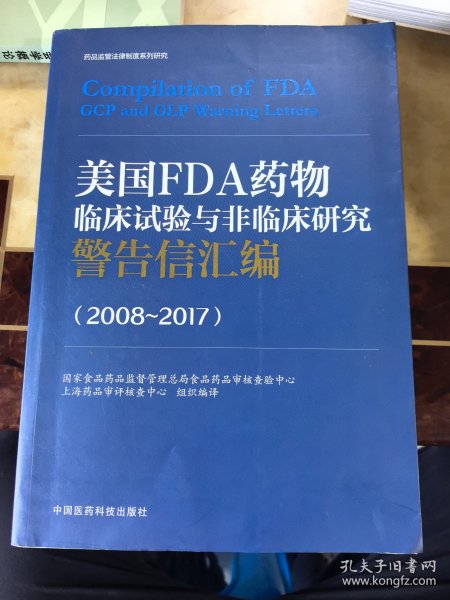 药品监管法律制度系列研究
Compilation of FDA
GCP and GLP Warning Letters
美国FDA药物
临床试验与非临床研究
警告信汇编
(2008~2017)
国家食品药品监督管理总局食品药品审核查验中心
上海药品审评核查中心 组织编译
中国医药科技出版社
孔夫子旧书网
www.kongfz.com